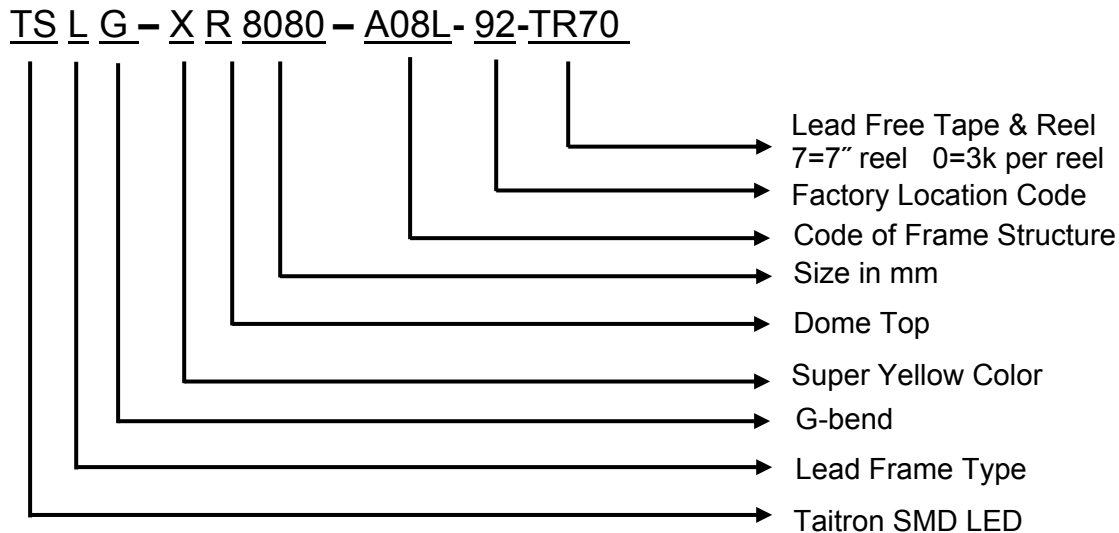 TS L G – X R 8080 – A08L- 92-TR70
Lead Free Tape & Reel
7=7˝ reel 0=3k per reel
Factory Location Code
Code of Frame Structure
Size in mm
Dome Top
Super Yellow Color
G-bend
Lead Frame Type
Taitron SMD LED